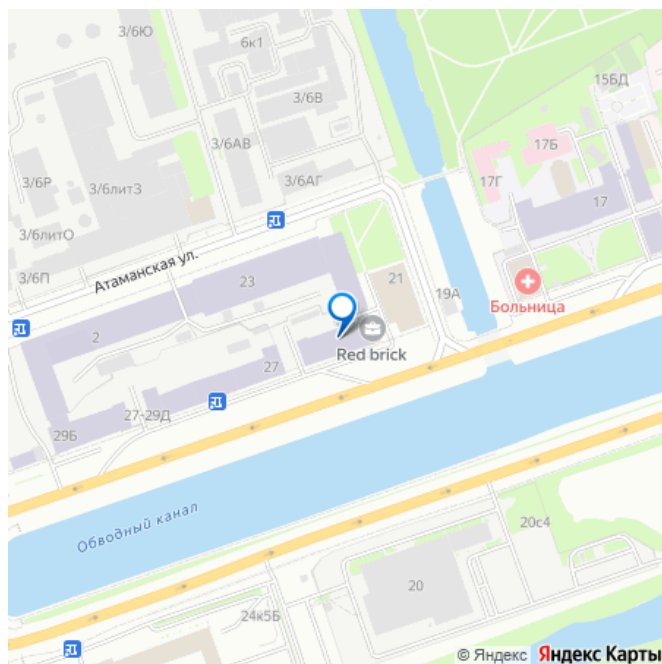 3/6Ю
6к1
15БД
3/6В
17Б
3/6АВ
3/6Р
3/6литЗ
3/6АГ
17Г
17
3/6литО
3/6П
Атаманская ул.
23
21
19А
Больница
2
Red brick
27
27-29Д
29Б
Обводный канал
20с4
20
24к5Б
© Яндекс Яндекс Карты